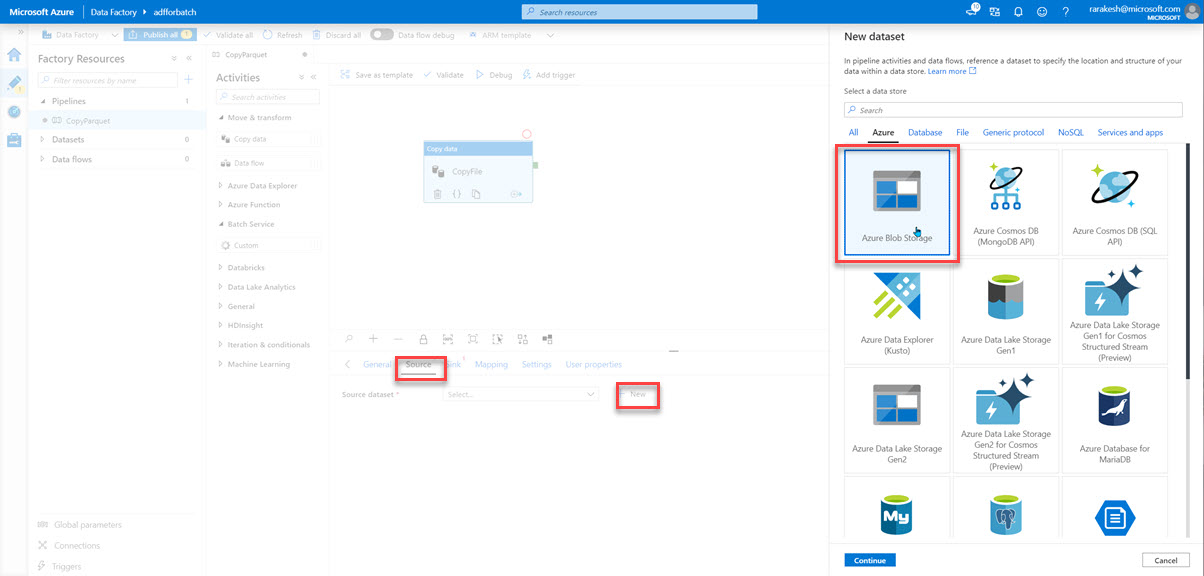 Microsoft Azure
Data Factory
adfforbatch
Search resources
10
rarakesh@microsoft.com
MICROSOFT
Data Factory
Publish all
1
Validate all
Refresh
Discard all
Data flow debug
ARM template
Factory Resources
Filter resources by name
Pipelines
1
CopyParquet
Datasets
0
Data flows
0
Global parameters
Connections
Triggers
CopyParquet
Activities
Search activities
Move & transform
Copy data
Data flow
Azure Data Explorer
Azure Function
Batch Service
Custom
Databricks
Data Lake Analytics
General
HDInsight
Iteration & conditionals
Machine Learning
Save as template
Validate
Debug
Add trigger
Copy data
CopyFile
General
Source
Sink
1
Mapping
Settings
User properties
Source dataset *
Select...
New
New dataset
In pipeline activities and data flows, reference a dataset to specify the location and structure of your
data within a data store. Learn more
Select a data store
Search
All
Azure
Database
File
Generic protocol
NoSQL
Services and apps
Azure Blob Storage
Azure Cosmos DB
(MongoDB API)
Azure Cosmos DB (SQL
API)
Azure Data Explorer
(Kusto)
Azure Data Lake Storage
Gen1
Azure Data Lake Storage
Gen1 for Cosmos
Structured Stream
(Preview)
Azure Data Lake Storage
Gen2
Azure Data Lake Storage
Gen2 for Cosmos
Structured Stream
(Preview)
Azure Database for
MariaDB
My
Continue
Cancel